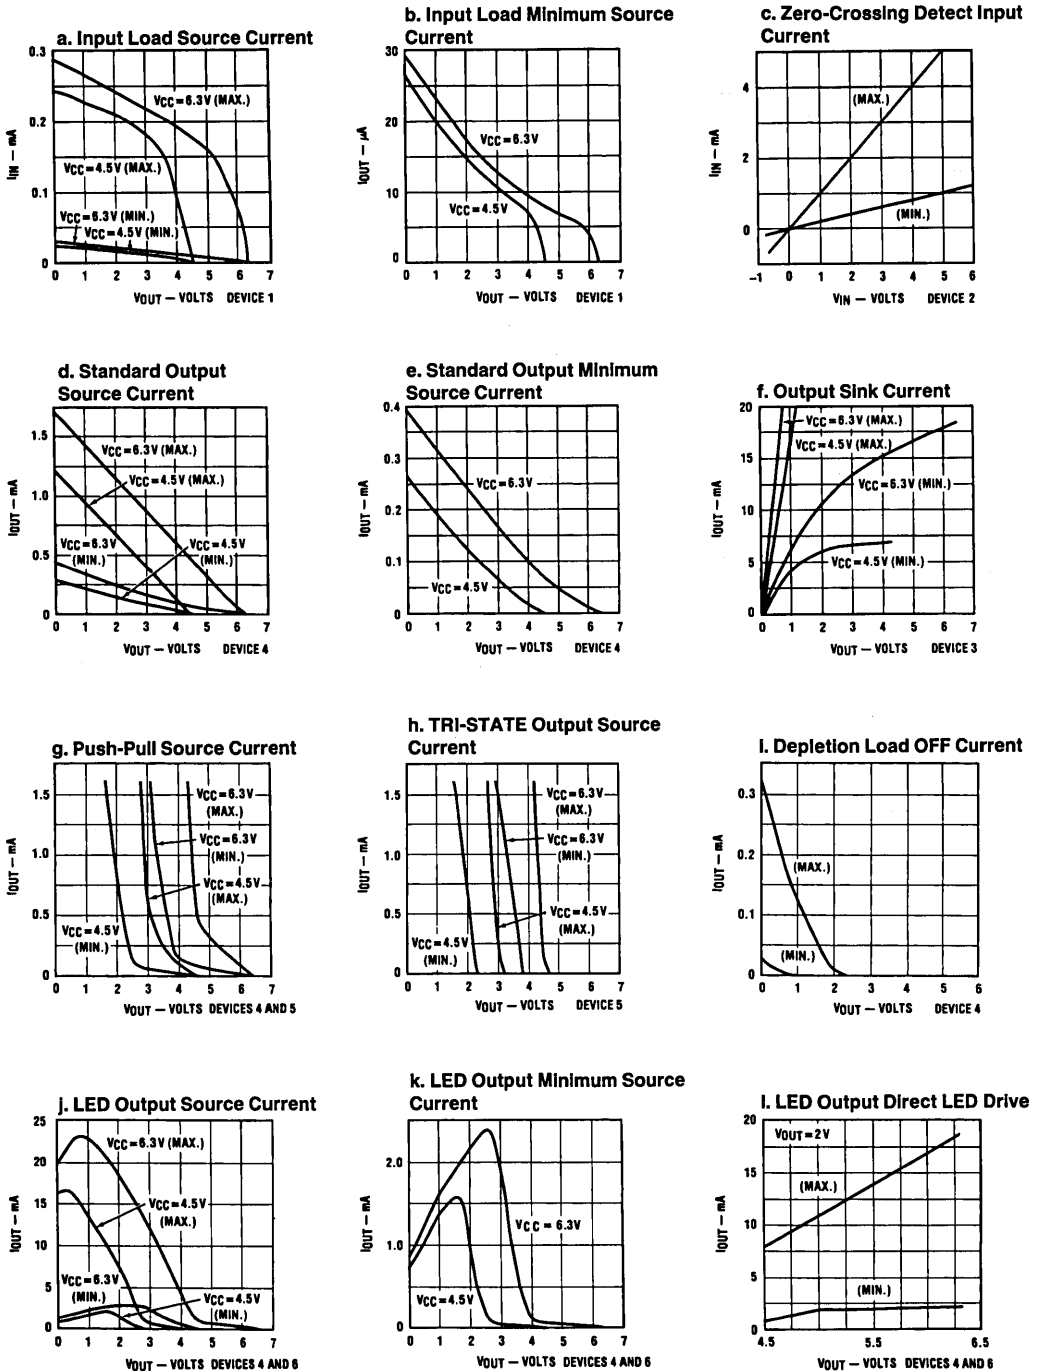 a. Input Load Source Current
0.3
0.2
0.1
0
IIN — mA
VCC=6.3V (MAX.)
VCC=4.5V (MAX.)
VCC=6.3V (MIN.)
VCC=4.5V (MIN.)
0 1 2 3 4 5 6 7
VOUT — VOLTS DEVICE 1
b. Input Load Minimum Source
Current
30
20
10
0
IOUT — μA
VCC=6.3V
VCC=4.5V
0 1 2 3 4 5 6 7
VOUT — VOLTS DEVICE 1
c. Zero-Crossing Detect Input
Current
4
2
0
IIN — mA
(MAX.)
(MIN.)
-1 0 1 2 3 4 5 6
VIN — VOLTS DEVICE 2
d. Standard Output
Source Current
1.5
1.0
0.5
0
IOUT — mA
VCC=6.3V (MAX.)
VCC=4.5V (MAX.)
VCC=6.3V
(MIN.)
VCC=4.5V
(MIN.)
0 1 2 3 4 5 6 7
VOUT — VOLTS DEVICE 4
e. Standard Output Minimum
Source Current
0.4
0.3
0.2
0.1
0
IOUT — mA
VCC=6.3V
VCC=4.5V
0 1 2 3 4 5 6 7
VOUT — VOLTS DEVICE 4
f. Output Sink Current
20
15
10
5
0
IOUT — mA
VCC=6.3V (MAX.)
VCC=4.5V (MAX.)
VCC=6.3V (MIN.)
VCC=4.5V (MIN.)
0 1 2 3 4 5 6 7
VOUT — VOLTS DEVICE 3
g. Push-Pull Source Current
1.5
1.0
0.5
0
IOUT — mA
VCC=6.3V
(MAX.)
VCC=6.3V
(MIN.)
VCC=4.5V
(MAX.)
VCC=4.5V
(MIN.)
0 1 2 3 4 5 6 7
VOUT — VOLTS DEVICES 4 AND 5
h. TRI-STATE Output Source
Current
1.5
1.0
0.5
0
IOUT — mA
VCC=6.3V
(MAX.)
VCC=6.3V
(MIN.)
VCC=4.5V
(MAX.)
VCC=4.5V
(MIN.)
0 1 2 3 4 5 6 7
VOUT — VOLTS DEVICE 5
I. Depletion Load OFF Current
0.3
0.2
0.1
0
IOUT — mA
(MAX.)
(MIN.)
0 1 2 3 4 5 6
VOUT — VOLTS DEVICE 4
j. LED Output Source Current
25
20
15
10
5
0
IOUT — mA
VCC=6.3V (MAX.)
VCC=4.5V
(MAX.)
VCC=6.3V
(MIN.)
VCC=4.5V
(MIN.)
0 1 2 3 4 5 6 7
VOUT — VOLTS DEVICES 4 AND 6
k. LED Output Minimum Source
Current
2.0
1.0
0
IOUT — mA
VCC=6.3V
VCC=4.5V
0 1 2 3 4 5 6 7
VOUT — VOLTS DEVICES 4 AND 6
l. LED Output Direct LED Drive
20
15
10
5
0
IOUT — mA
VOUT=2V
(MAX.)
(MIN.)
4.5 5.5 6.5
VOUT — VOLTS DEVICES 4 AND 6